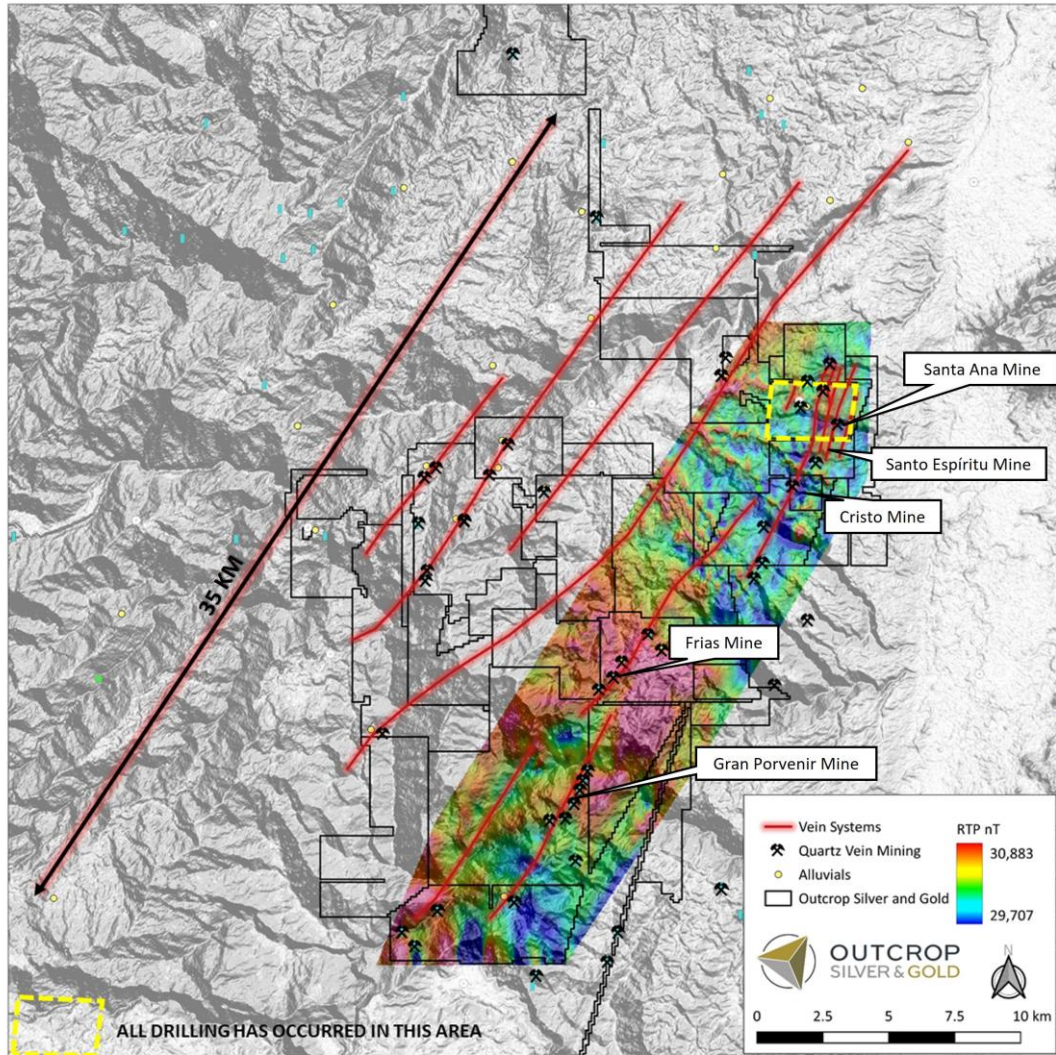 Santa Ana Mine
Santo Espíritu Mine
Cristo Mine
35 KM
Frias Mine
Gran Porvenir Mine
Vein Systems
Quartz Vein Mining
Alluvials
Outcrop Silver and Gold
RTP nT
30,883
29,707
OUTCROP
SILVER & GOLD
N
0 2.5 5 7.5 10 km
ALL DRILLING HAS OCCURRED IN THIS AREA